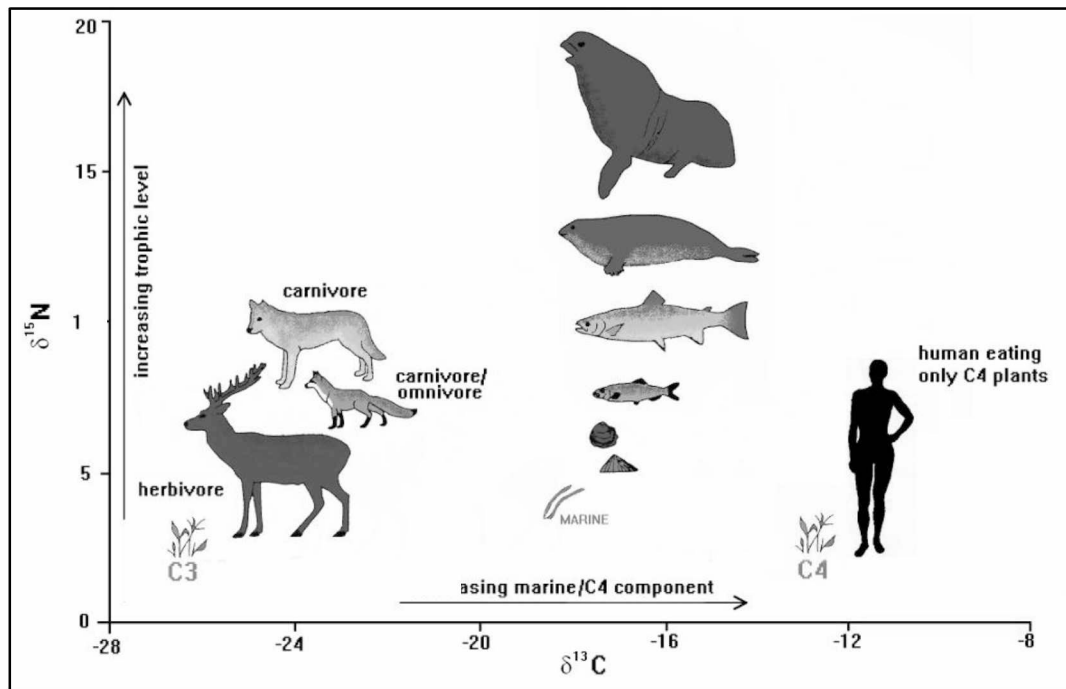 20
15
1
5
0
δ15N
increasing trophic level
carnivore
carnivore/
omnivore
herbivore
C3
MARINE
human eating
only C4 plants
C4
asing marine/C4 component
-28
-24
-20
-16
-12
-8
δ13C